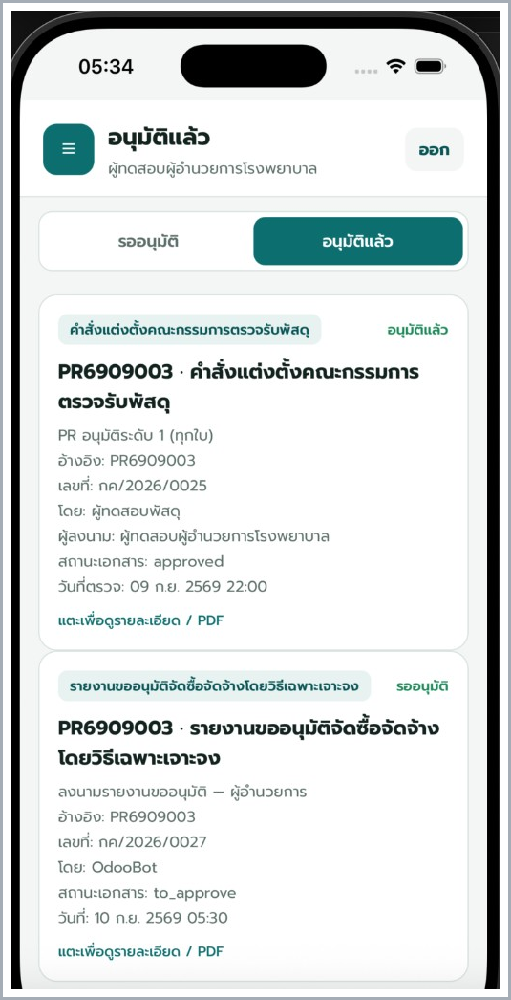 05:34
อนุมัติแล้ว
ผู้ทดสอบผู้อำนวยการโรงพยาบาล
ออก
รออนุมัติ
อนุมัติแล้ว
คำสั่งแต่งตั้งคณะกรรมการตรวจรับพัสดุ
อนุมัติแล้ว
PR6909003 · คำสั่งแต่งตั้งคณะกรรมการ
ตรวจรับพัสดุ
PR อนุมัติระดับ 1 (ทุกใบ)
อ้างอิง: PR6909003
เลขที่: กค/2026/0025
โดย: ผู้ทดสอบพัสดุ
ผู้ลงนาม: ผู้ทดสอบผู้อำนวยการโรงพยาบาล
สถานะเอกสาร: approved
วันที่ตรวจ: 09 ก.ย. 2569 22:00
แตะเพื่อดูรายละเอียด / PDF
รายงานขออนุมัติจัดซื้อจัดจ้างโดยวิธีเฉพาะเจาะจง
รออนุมัติ
PR6909003 · รายงานขออนุมัติจัดซื้อจัดจ้าง
โดยวิธีเฉพาะเจาะจง
ลงนามรายงานขออนุมัติ — ผู้อำนวยการ
อ้างอิง: PR6909003
เลขที่: กค/2026/0027
โดย: OdooBot
สถานะเอกสาร: to_approve
วันที่: 10 ก.ย. 2569 05:30
แตะเพื่อดูรายละเอียด / PDF